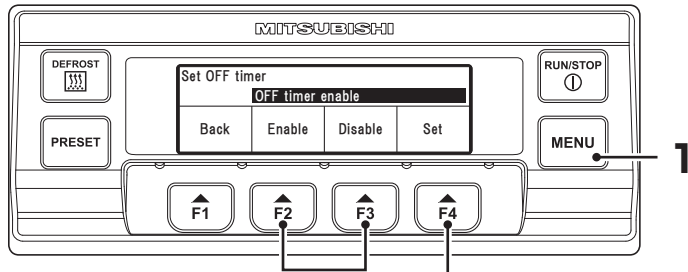 MITSUBISHI
DEFROST
PRESET
Set OFF timer
OFF timer enable
Back Enable Disable Set
RUN/STOP
MENU
1
F1 F2 F3 F4